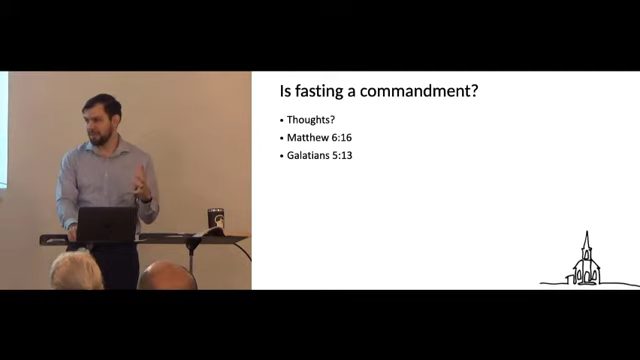 Is fasting a commandment?
• Thoughts?
• Matthew 6:16
• Galatians 5:13